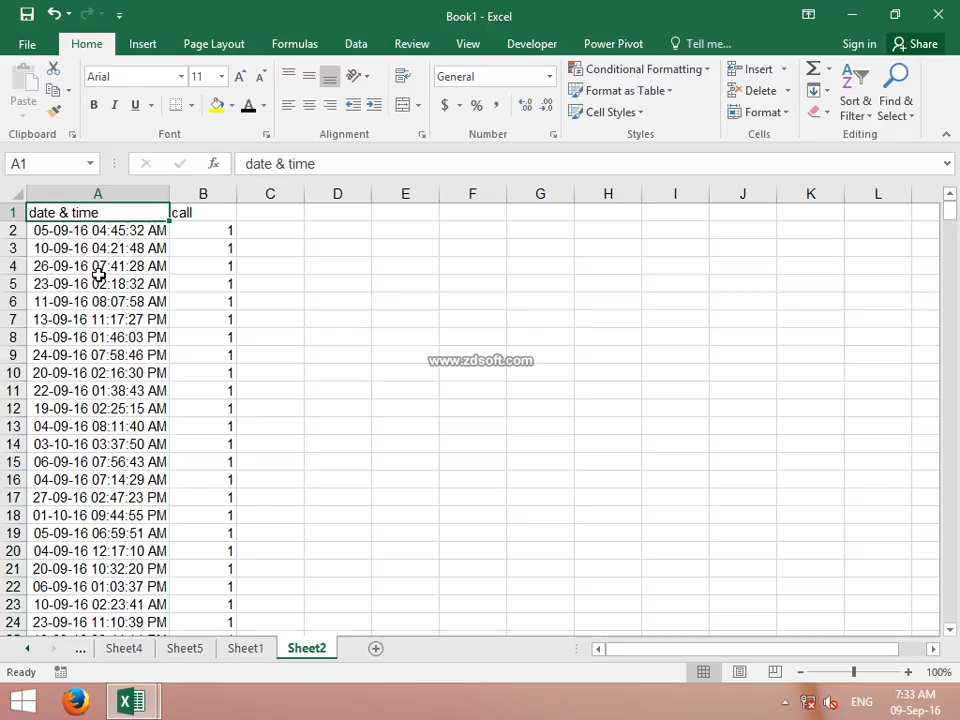 Book1 - Excel
File Home Insert Page Layout Formulas Data Review View Developer Power Pivot Tell me... Sign in Share
Paste
Arial 11
General
Conditional Formatting
Format as Table
Cell Styles
Insert
Delete
Format
Sort & Filter
Find & Select
Clipboard Font Alignment Number Styles Cells Editing
A1 fx date & time
A B C D E F G H I J K L
1 date & time call
2 05-09-16 04:45:32 AM 1
3 10-09-16 04:21:48 AM 1
4 26-09-16 07:41:28 AM 1
5 23-09-16 02:18:32 AM 1
6 11-09-16 08:07:58 AM 1
7 13-09-16 11:17:27 PM 1
8 15-09-16 01:46:03 PM 1
9 24-09-16 07:58:46 PM 1
www.zdsoft.com
10 20-09-16 02:16:30 PM 1
11 22-09-16 01:38:43 AM 1
12 19-09-16 02:25:15 AM 1
13 04-09-16 08:11:40 AM 1
14 03-10-16 03:37:50 AM 1
15 06-09-16 07:56:43 AM 1
16 04-09-16 07:14:29 AM 1
17 27-09-16 02:47:23 PM 1
18 01-10-16 09:44:55 PM 1
19 05-09-16 06:59:51 AM 1
20 04-09-16 12:17:10 AM 1
21 20-09-16 10:32:20 PM 1
22 06-09-16 01:03:37 PM 1
23 10-09-16 02:23:41 AM 1
24 23-09-16 11:10:39 PM 1
... Sheet4 Sheet5 Sheet1 Sheet2
Ready 100%
ENG 7:33 AM
09-Sep-16